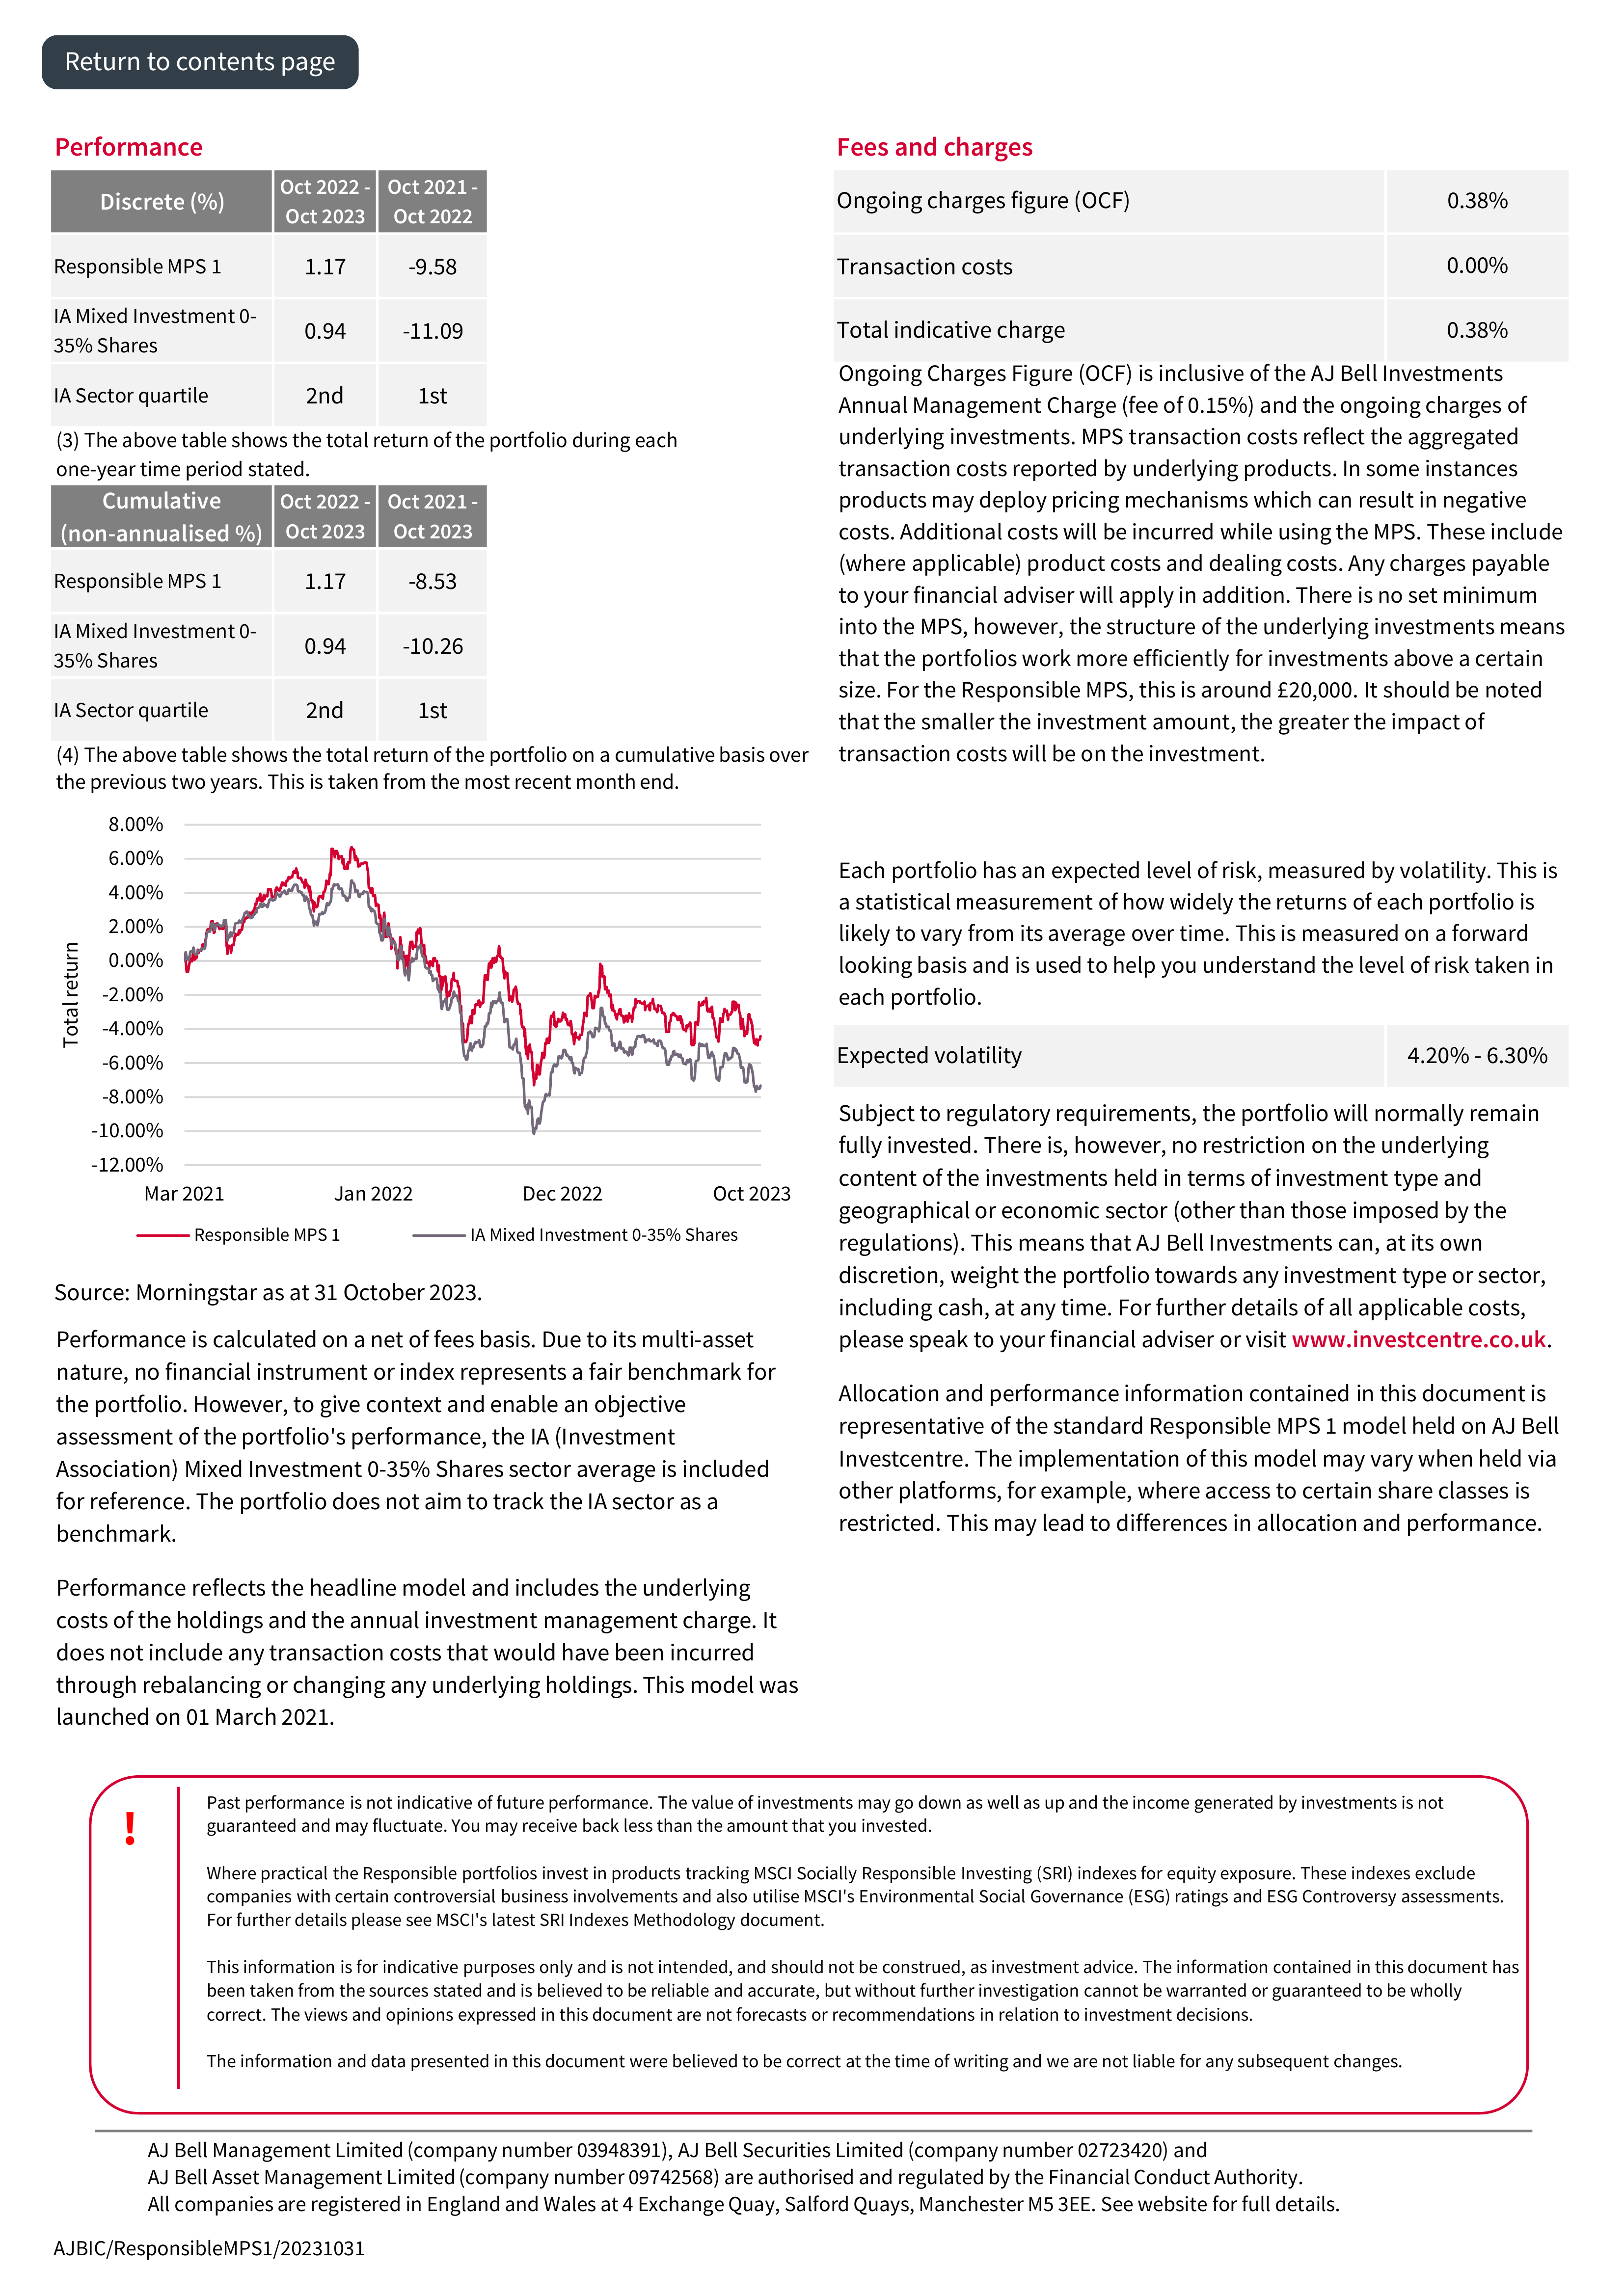 Return to contents page
Performance
Discrete (%)
Oct 2022 -
Oct 2023
Oct 2021 -
Oct 2022
Responsible MPS 1
1.17
-9.58
IA Mixed Investment 0-
35% Shares
0.94
-11.09
IA Sector quartile
2nd
1st
(3) The above table shows the total return of the portfolio during each
one-year time period stated.
Cumulative
(non-annualised %)
Oct 2022 -
Oct 2023
Oct 2021 -
Oct 2023
Responsible MPS 1
1.17
-8.53
IA Mixed Investment 0-
35% Shares
0.94
-10.26
IA Sector quartile
2nd
1st
(4) The above table shows the total return of the portfolio on a cumulative basis over
the previous two years. This is taken from the most recent month end.
Total return
8.00%
6.00%
4.00%
2.00%
0.00%
-2.00%
-4.00%
-6.00%
-8.00%
-10.00%
-12.00%
Mar 2021
Jan 2022
Dec 2022
Oct 2023
Responsible MPS 1
IA Mixed Investment 0-35% Shares
Source: Morningstar as at 31 October 2023.
Performance is calculated on a net of fees basis. Due to its multi-asset
nature, no financial instrument or index represents a fair benchmark for
the portfolio. However, to give context and enable an objective
assessment of the portfolio's performance, the IA (Investment
Association) Mixed Investment 0-35% Shares sector average is included
for reference. The portfolio does not aim to track the IA sector as a
benchmark.
Performance reflects the headline model and includes the underlying
costs of the holdings and the annual investment management charge. It
does not include any transaction costs that would have been incurred
through rebalancing or changing any underlying holdings. This model was
launched on 01 March 2021.
Fees and charges
Ongoing charges figure (OCF)
0.38%
Transaction costs
0.00%
Total indicative charge
0.38%
Ongoing Charges Figure (OCF) is inclusive of the AJ Bell Investments
Annual Management Charge (fee of 0.15%) and the ongoing charges of
underlying investments. MPS transaction costs reflect the aggregated
transaction costs reported by underlying products. In some instances
products may deploy pricing mechanisms which can result in negative
costs. Additional costs will be incurred while using the MPS. These include
(where applicable) product costs and dealing costs. Any charges payable
to your financial adviser will apply in addition. There is no set minimum
into the MPS, however, the structure of the underlying investments means
that the portfolios work more efficiently for investments above a certain
size. For the Responsible MPS, this is around £20,000. It should be noted
that the smaller the investment amount, the greater the impact of
transaction costs will be on the investment.
Each portfolio has an expected level of risk, measured by volatility. This is
a statistical measurement of how widely the returns of each portfolio is
likely to vary from its average over time. This is measured on a forward
looking basis and is used to help you understand the level of risk taken in
each portfolio.
Expected volatility
4.20% - 6.30%
Subject to regulatory requirements, the portfolio will normally remain
fully invested. There is, however, no restriction on the underlying
content of the investments held in terms of investment type and
geographical or economic sector (other than those imposed by the
regulations). This means that AJ Bell Investments can, at its own
discretion, weight the portfolio towards any investment type or sector,
including cash, at any time. For further details of all applicable costs,
please speak to your financial adviser or visit www.investcentre.co.uk.
Allocation and performance information contained in this document is
representative of the standard Responsible MPS 1 model held on AJ Bell
Investcentre. The implementation of this model may vary when held via
other platforms, for example, where access to certain share classes is
restricted. This may lead to differences in allocation and performance.
!
Past performance is not indicative of future performance. The value of investments may go down as well as up and the income generated by investments is not
guaranteed and may fluctuate. You may receive back less than the amount that you invested.
Where practical the Responsible portfolios invest in products tracking MSCI Socially Responsible Investing (SRI) indexes for equity exposure. These indexes exclude
companies with certain controversial business involvements and also utilise MSCI's Environmental Social Governance (ESG) ratings and ESG Controversy assessments.
For further details please see MSCI's latest SRI Indexes Methodology document.
This information is for indicative purposes only and is not intended, and should not be construed, as investment advice. The information contained in this document has
been taken from the sources stated and is believed to be reliable and accurate, but without further investigation cannot be warranted or guaranteed to be wholly
correct. The views and opinions expressed in this document are not forecasts or recommendations in relation to investment decisions.
The information and data presented in this document were believed to be correct at the time of writing and we are not liable for any subsequent changes.
AJ Bell Management Limited (company number 03948391), AJ Bell Securities Limited (company number 02723420) and
AJ Bell Asset Management Limited (company number 09742568) are authorised and regulated by the Financial Conduct Authority.
All companies are registered in England and Wales at 4 Exchange Quay, Salford Quays, Manchester M5 3EE. See website for full details.
AJBIC/ResponsibleMPS1/20231031